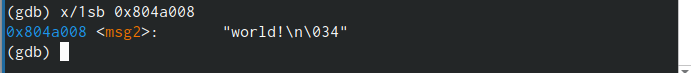 (gdb) x/1sb 0x804a008
0x804a008 <msg2>:        "world!\n\034"
(gdb)